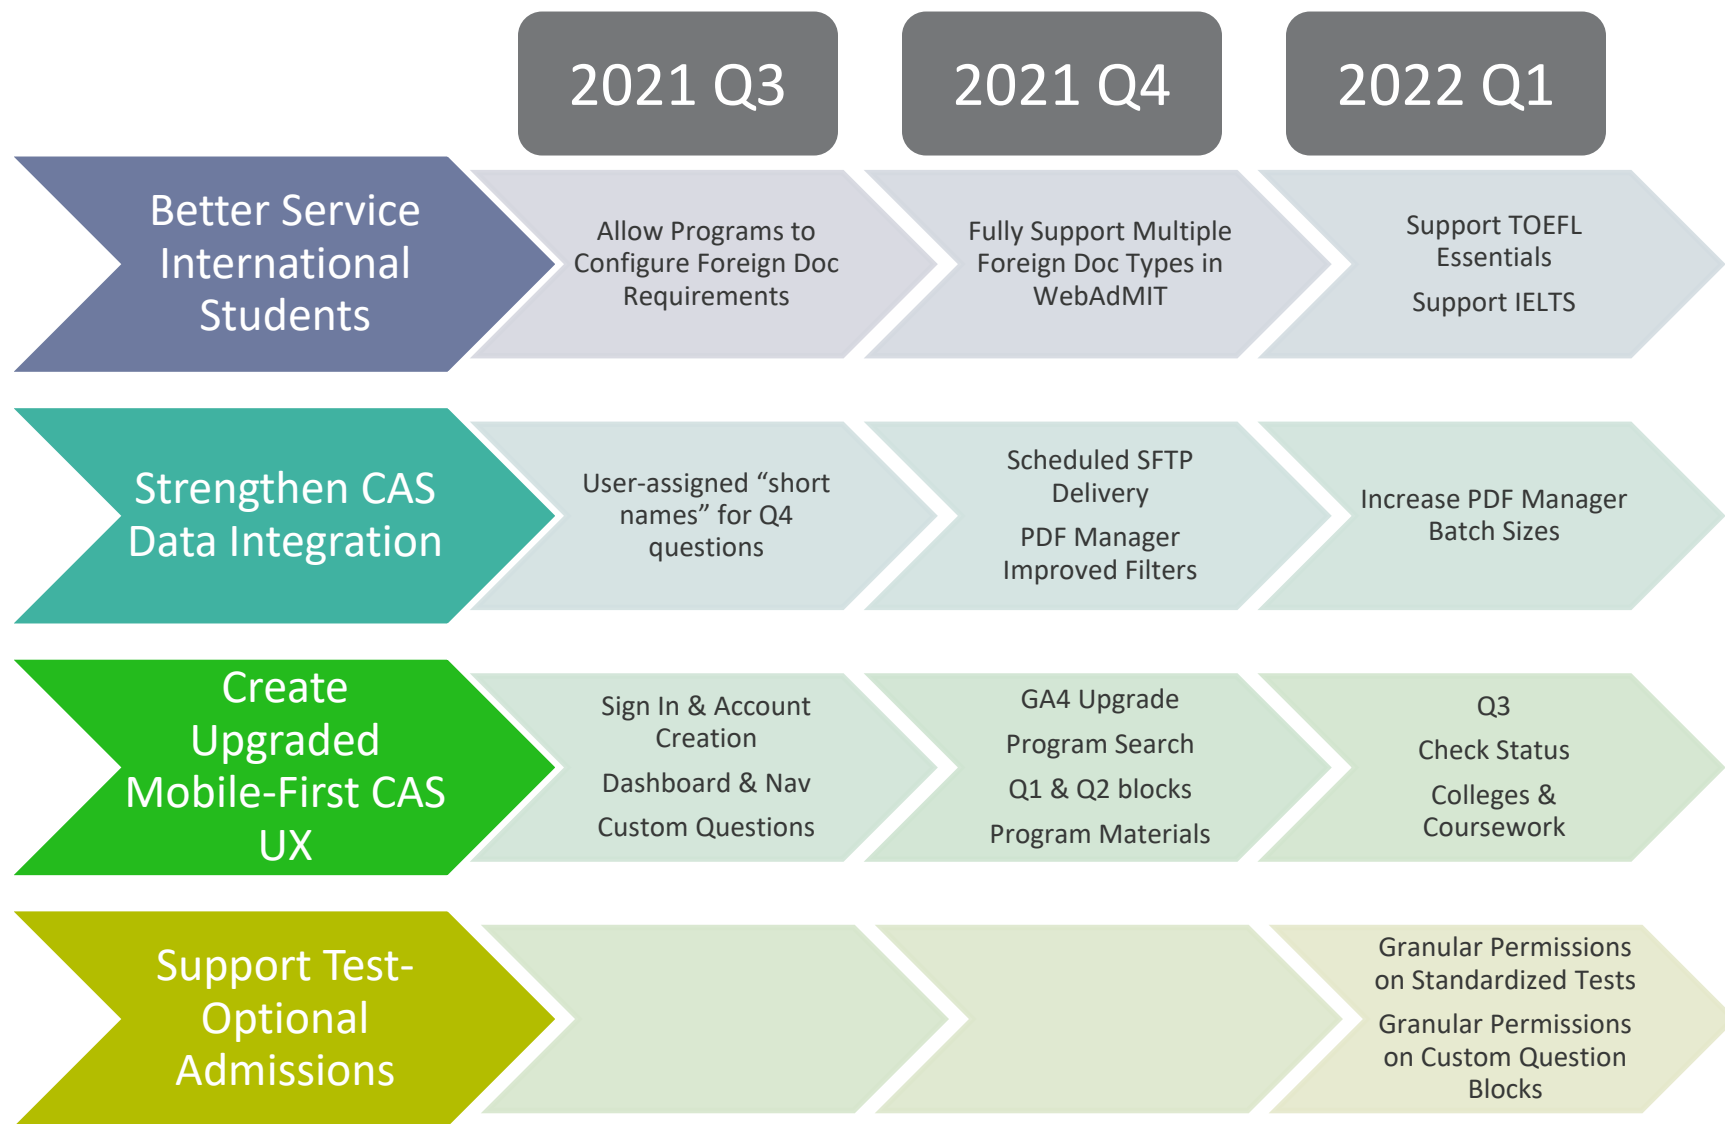 2021 Q3
2021 Q4
2022 Q1
Better Service
International
Students
Allow Programs to
Configure Foreign Doc
Requirements
Fully Support Multiple
Foreign Doc Types in
WebAdMIT
Support TOEFL
Essentials
Support IELTS
Strengthen CAS
Data Integration
User-assigned “short
names” for Q4
questions
Scheduled SFTP
Delivery
PDF Manager
Improved Filters
Increase PDF Manager
Batch Sizes
Create
Upgraded
Mobile-First CAS
UX
Sign In & Account
Creation
Dashboard & Nav
Custom Questions
GA4 Upgrade
Program Search
Q1 & Q2 blocks
Program Materials
Q3
Check Status
Colleges &
Coursework
Support Test-
Optional
Admissions
Granular Permissions
on Standardized Tests
Granular Permissions
on Custom Question
Blocks